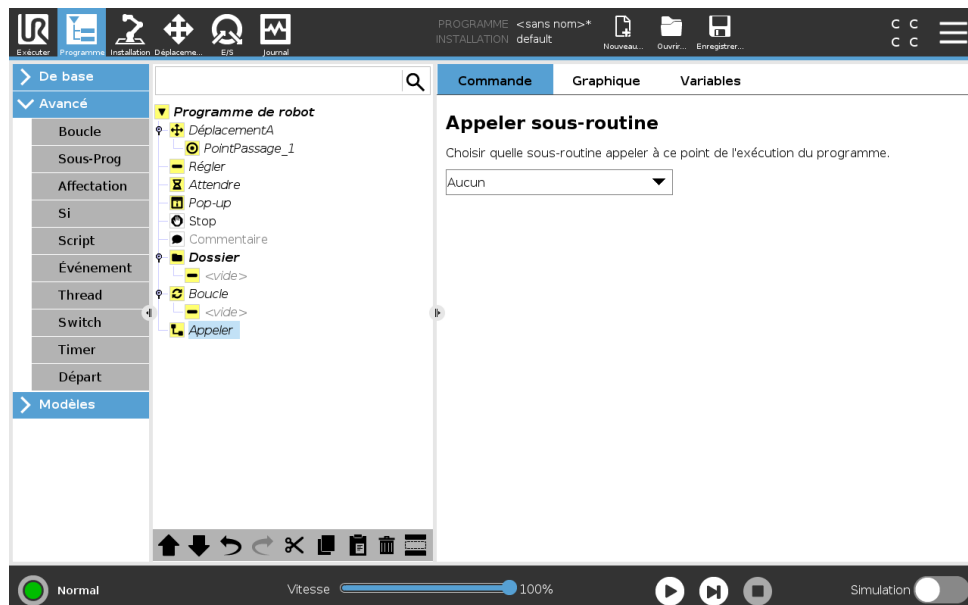 UR
PROGRAMME <sans nom>*
INSTALLATION default
C C
C C
Exécuter Programme Installation Déplaceme... E/S Journal
Nouveau... Ouvrir... Enregistrer...
De base
Avancé
Boucle
Sous-Prog
Affectation
Si
Script
Événement
Thread
Switch
Timer
Départ
Modèles
Programme de robot
DéplacementA
PointPassage_1
Régler
Attendre
Pop-up
Stop
Commentaire
Dossier
<vide>
Boucle
<vide>
Appeler
Commande Graphique Variables
Appeler sous-routine
Choisir quelle sous-routine appeler à ce point de l'exécution du programme.
Aucun
Normal
Vitesse 100%
Simulation